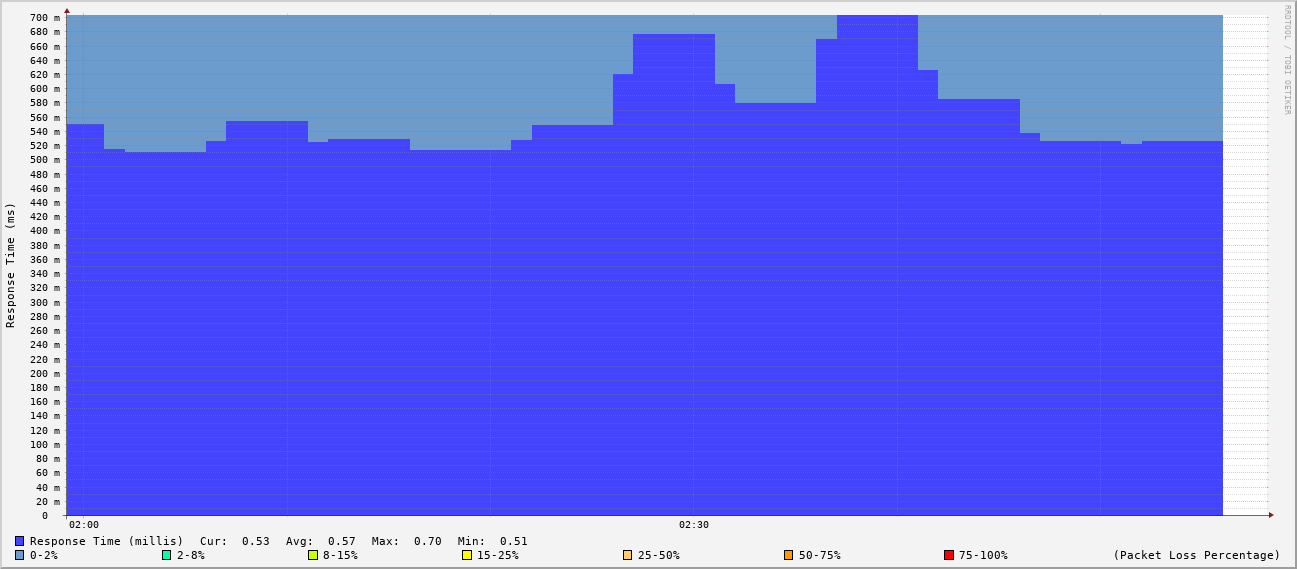 RRDTOOL / TOBI OETIKER
Response Time (ms)
700 m
680 m
660 m
640 m
620 m
600 m
580 m
560 m
540 m
520 m
500 m
480 m
460 m
440 m
420 m
400 m
380 m
360 m
340 m
320 m
300 m
280 m
260 m
240 m
220 m
200 m
180 m
160 m
140 m
120 m
100 m
80 m
60 m
40 m
20 m
0
02:00 02:30
Response Time (millis) Cur: 0.53 Avg: 0.57 Max: 0.70 Min: 0.51
0-2% 2-8% 8-15% 15-25% 25-50% 50-75% 75-100% (Packet Loss Percentage)